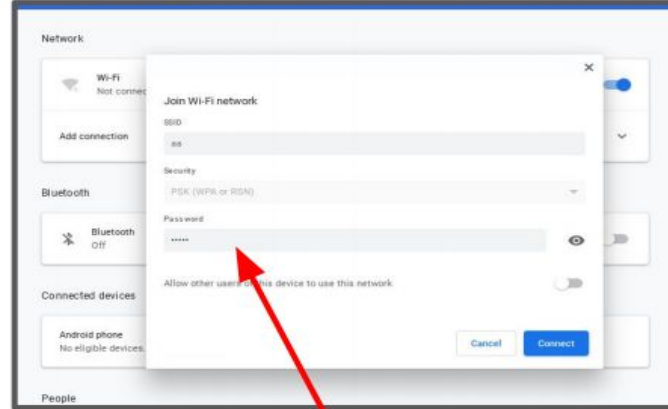 Network
Wi-Fi
Not connec
Join Wi-Fi network
SSID
Add connection
Security
PSK (WPA or RSN)
Bluetooth
Password
Bluetooth
Off
•••••
Allow other users on this device to use this network
Connected devices
Android phone
No eligible devices.
Cancel
Connect
People